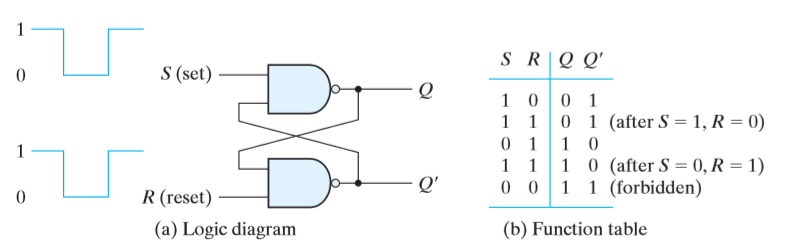 1
0
S (set)
Q
1
0
R (reset)
Q′
(a) Logic diagram
S R Q Q′
1 0 0 1
1 1 0 1 (after S = 1, R = 0)
0 1 1 0
1 1 1 0 (after S = 0, R = 1)
0 0 1 1 (forbidden)
(b) Function table